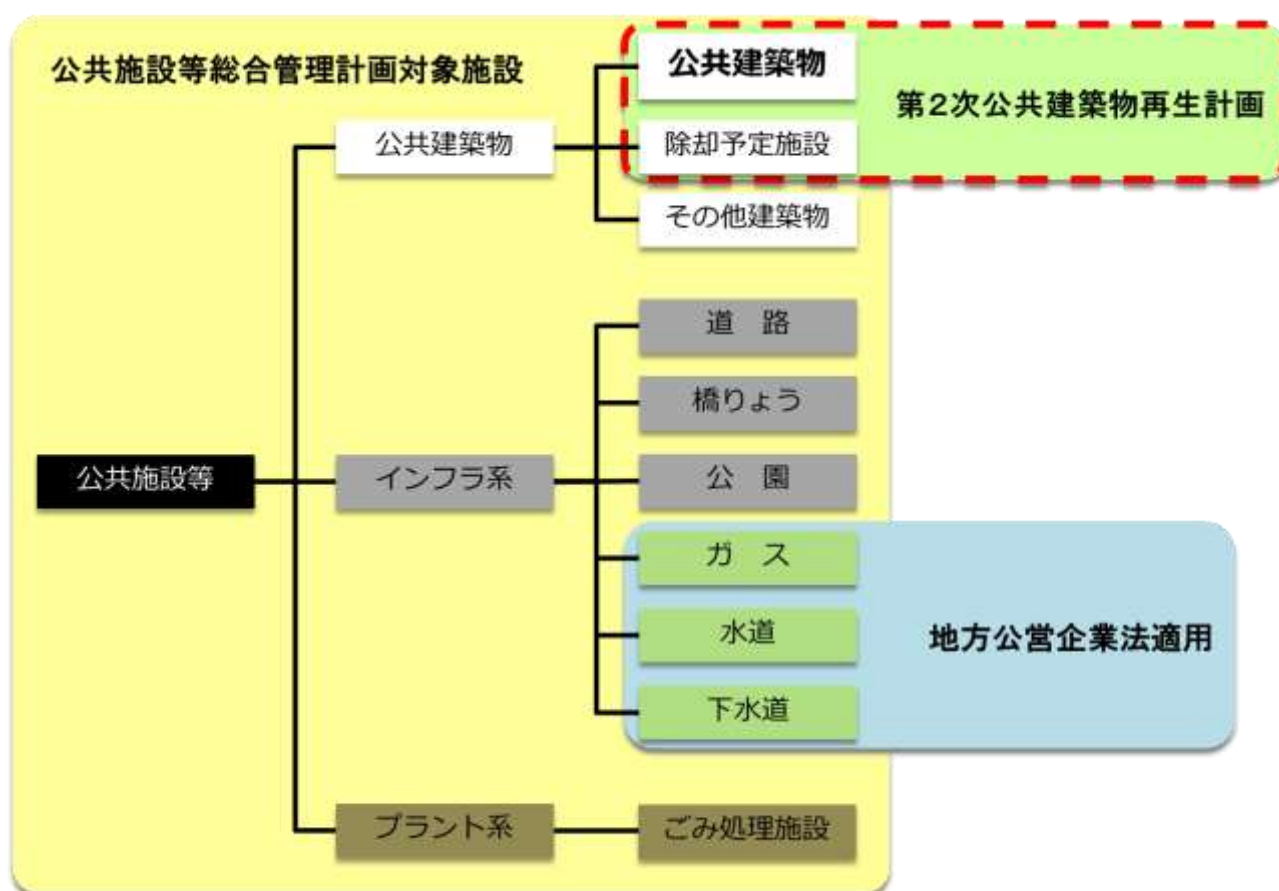 公共施設等総合管理計画対象施設
公共建築物
第2次公共建築物再生計画
公共建築物
除却予定施設
その他建築物
道　路
橋りょう
公共施設等
インフラ系
公　園
ガ　ス
水道
地方公営企業法適用
下水道
プラント系
ごみ処理施設